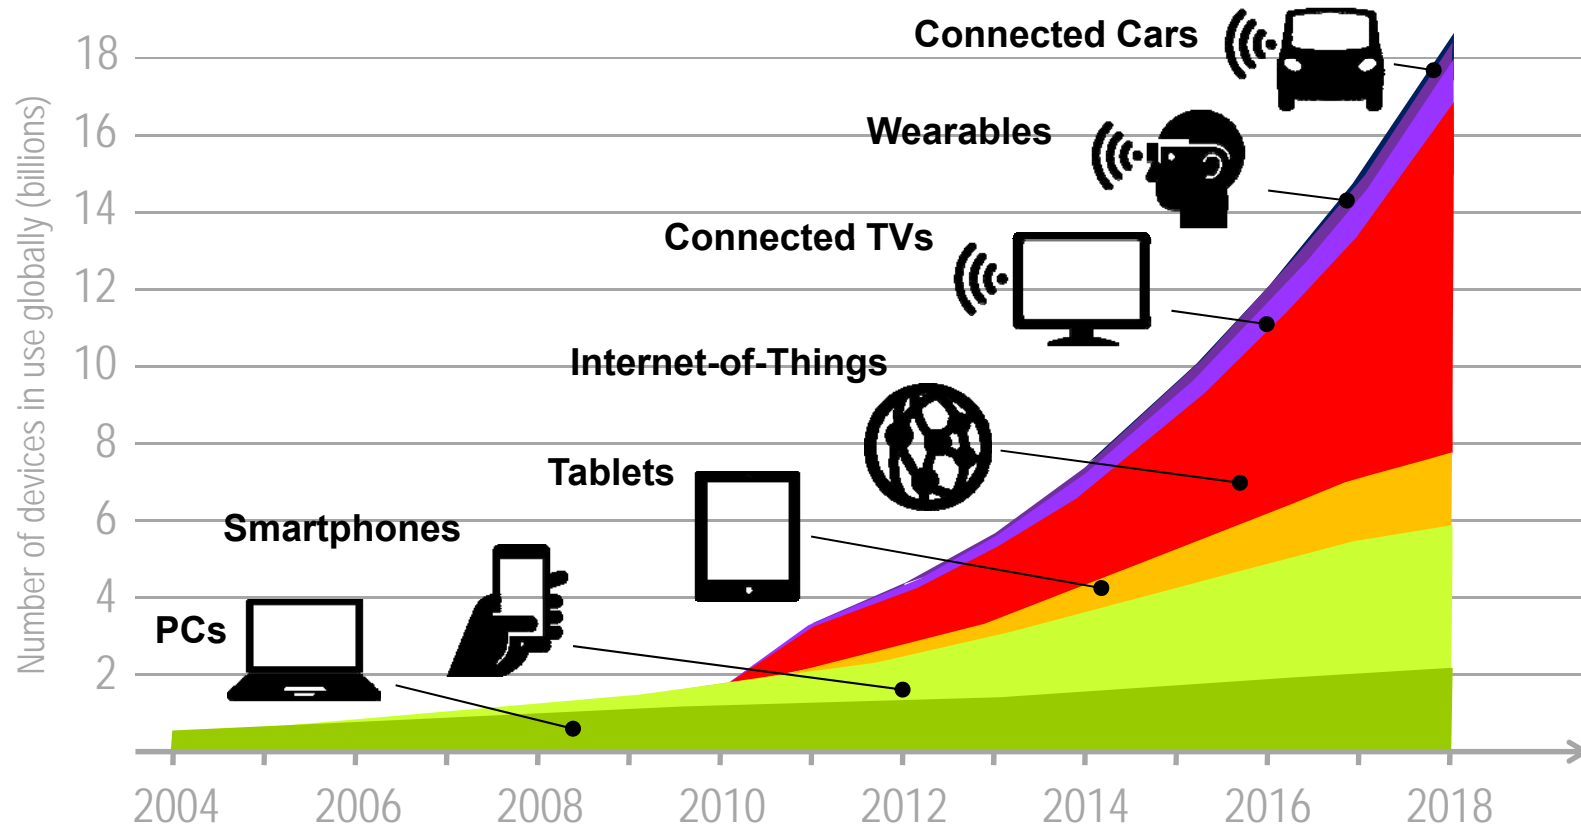 Number of devices in use globally (billions)
18
16
14
12
10
8
6
4
2
Connected Cars
Wearables
Connected TVs
Internet-of-Things
Tablets
Smartphones
PCs
2004
2006
2008
2010
2012
2014
2016
2018